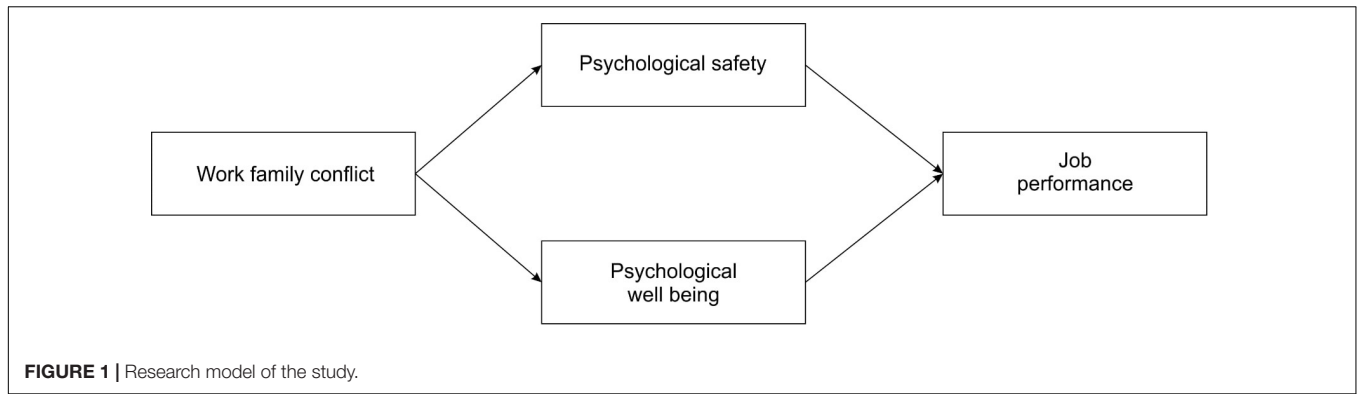 Psychological safety
Work family conflict
Job
performance
Psychological
well being
FIGURE 1 | Research model of the study.